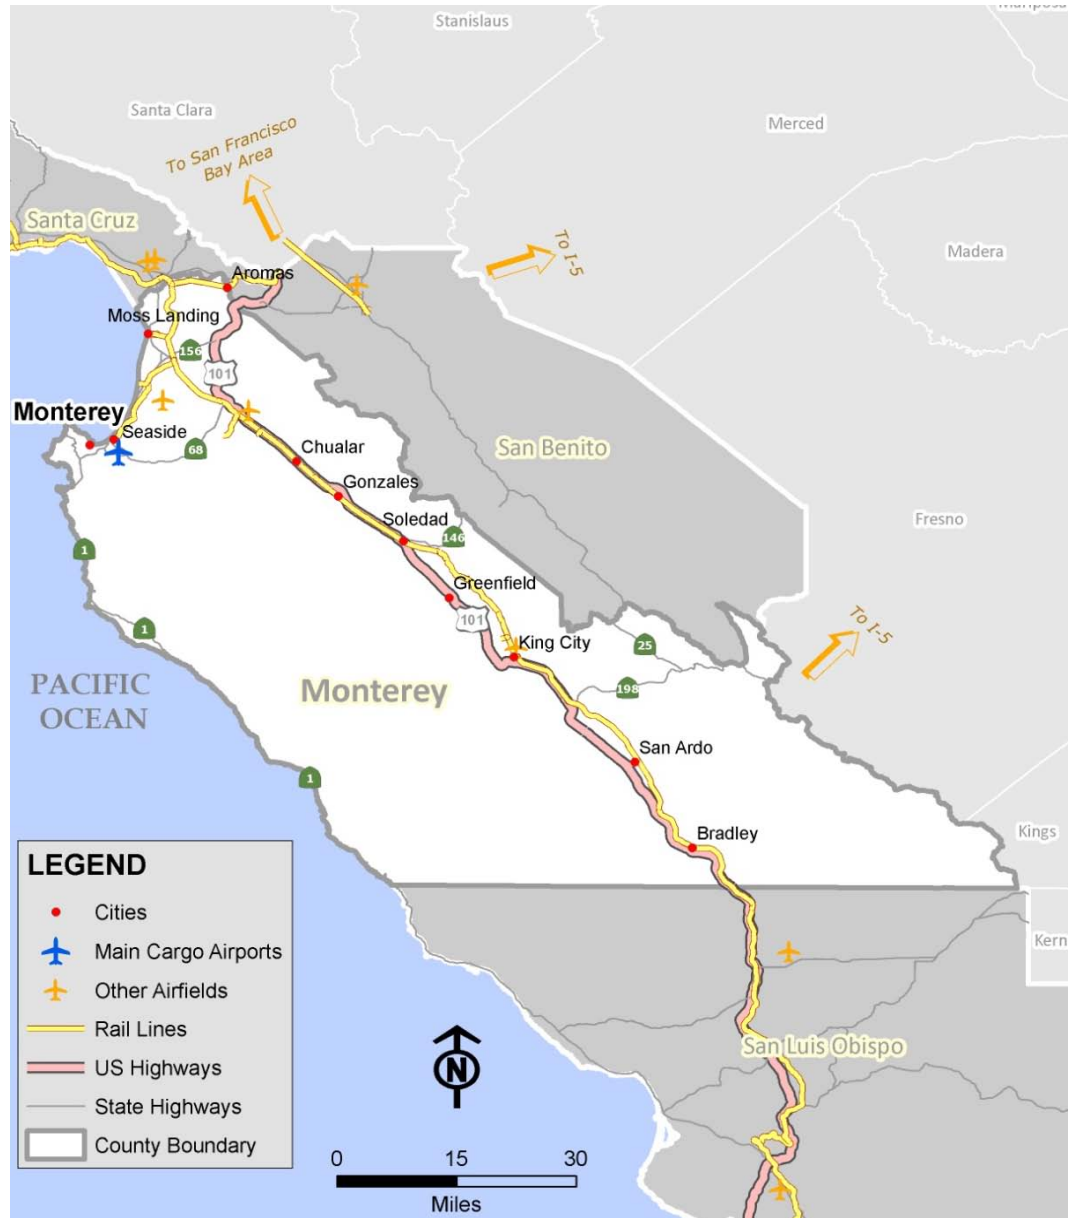 Stanislaus
Mariposa
Santa Clara
Merced
To San Francisco
Bay Area
Santa Cruz
To I-5
Madera
Aromas
Moss Landing
156
101
Monterey
Seaside
68
Chualar
San Benito
Gonzales
Soledad
146
Fresno
1
Greenfield
101
1
King City
25
To I-5
198
PACIFIC
OCEAN
Monterey
San Ardo
1
Bradley
Kings
LEGEND
Cities
Main Cargo Airports
Other Airfields
Rail Lines
US Highways
State Highways
County Boundary
Kern
San Luis Obispo
N
0 15 30
Miles